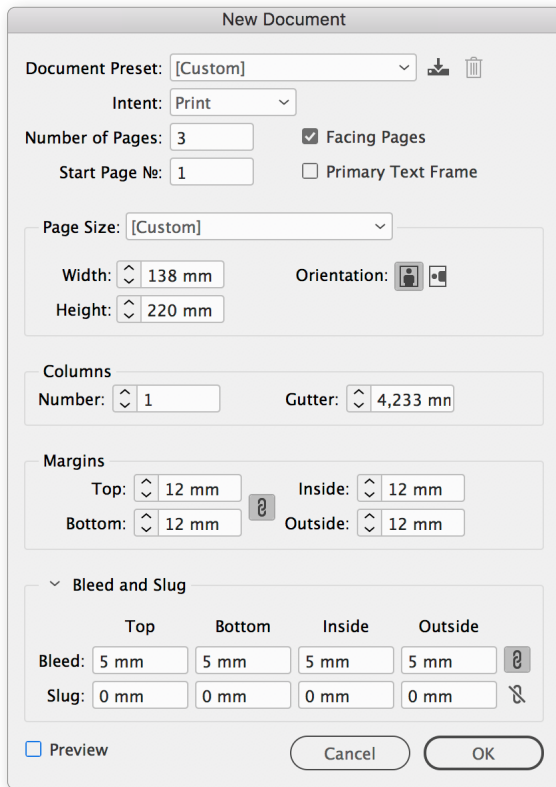 New Document
Document Preset: [Custom]
Intent: Print
Number of Pages: 3 Facing Pages
Start Page №: 1 Primary Text Frame
Page Size: [Custom]
Width: 138 mm Orientation:
Height: 220 mm
Columns
Number: 1 Gutter: 4,233 mm
Margins
Top: 12 mm Inside: 12 mm
Bottom: 12 mm Outside: 12 mm
Bleed and Slug
Top Bottom Inside Outside
Bleed: 5 mm 5 mm 5 mm 5 mm
Slug: 0 mm 0 mm 0 mm 0 mm
Preview Cancel OK